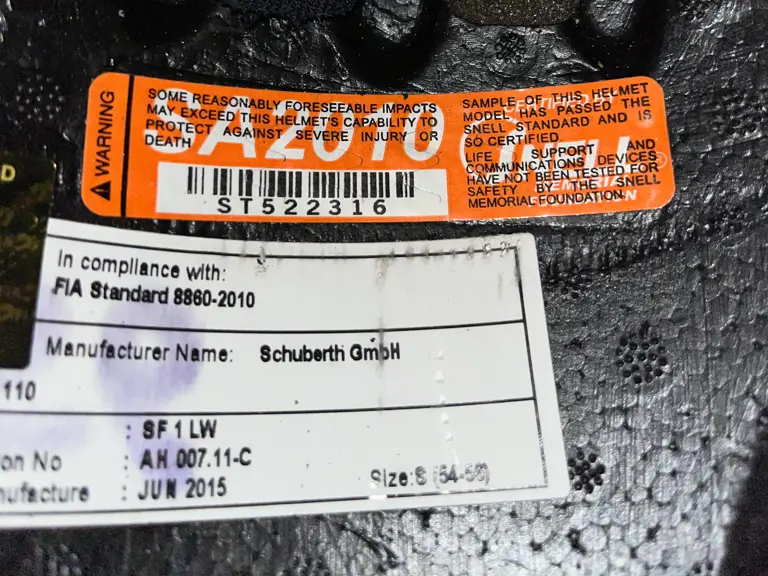 WARNING
SOME REASONABLY FORESEEABLE IMPACTS
MAY EXCEED THIS HELMET'S CAPABILITY TO
PROTECT AGAINST SEVERE INJURY OR
DEATH
SA2010
ST522316
SAMPLE OF THIS HELMET
MODEL HAS PASSED THE
SNELL STANDARD AND IS
SO CERTIFIED
LIFE SUPPORT AND
COMMUNICATIONS DEVICES
HAVE NOT BEEN TESTED FOR
SAFETY BY THE SNELL
MEMORIAL FOUNDATION.
D
In compliance with:
FIA Standard 8860-2010
Manufacturer Name: Schuberth GmbH
110
: SF 1 LW
on No : AH 007.11-C
nufacture : JUN 2015
Size:S (54-56)